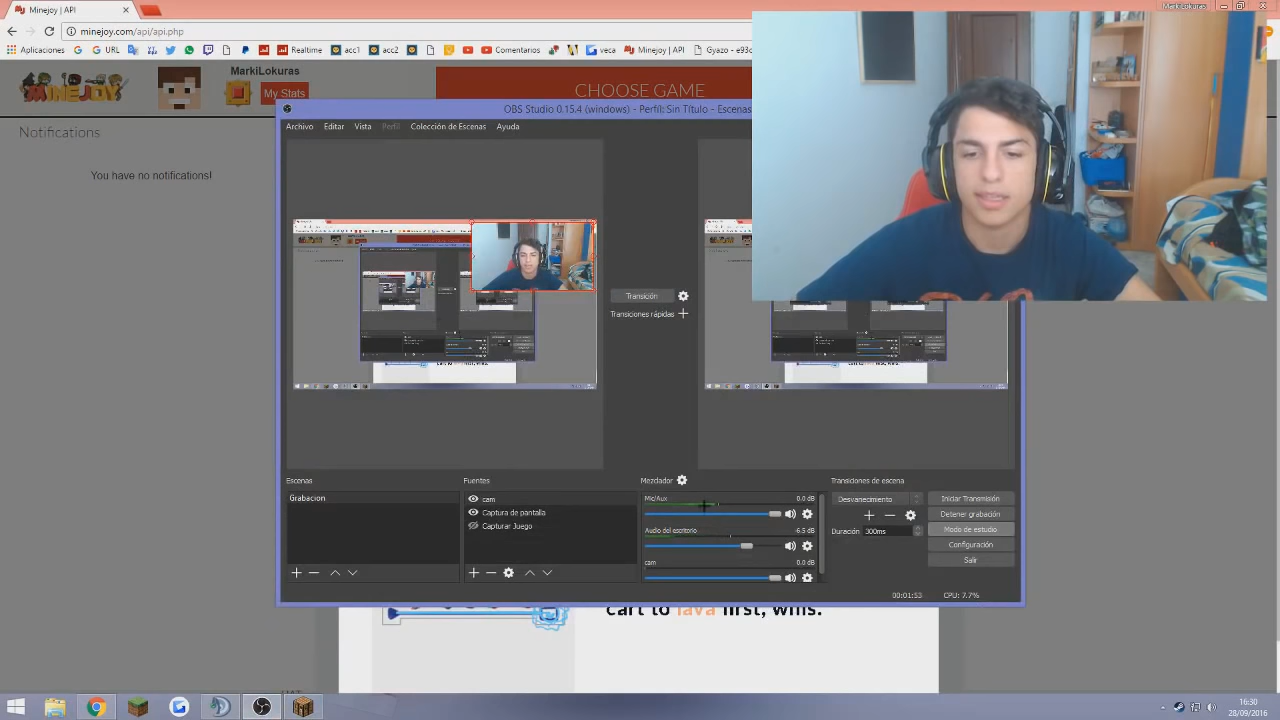 Minejoy | API
MarkiLokuras
minejoy.com/api/api.php
Aplicaciones
G
G URL
Realtime
acc1
acc2
Comentarios
veca
Minejoy | API
Gyazo - e93c
MINEJOY
MarkiLokuras
My Stats
CHOOSE GAME
Notifications
You have no notifications!
OBS Studio 0.15.4 (windows) - Perfil: Sin Título - Escenas
Archivo
Editar
Vista
Perfil
Colección de Escenas
Ayuda
Transición
Transiciones rápidas
Escenas
Fuentes
Mezclador
Transiciones de escena
Grabacion
cam
Captura de pantalla
Capturar Juego
Mic/Aux
0.0 dB
Audio del escritorio
-6.5 dB
cam
0.0 dB
Desvanecimiento
Duración
300ms
Iniciar Transmisión
Detener grabación
Modo de estudio
Configuración
Salir
00:01:53
CPU: 7.7%
cart to lava first, wins.
16:30
28/09/2016